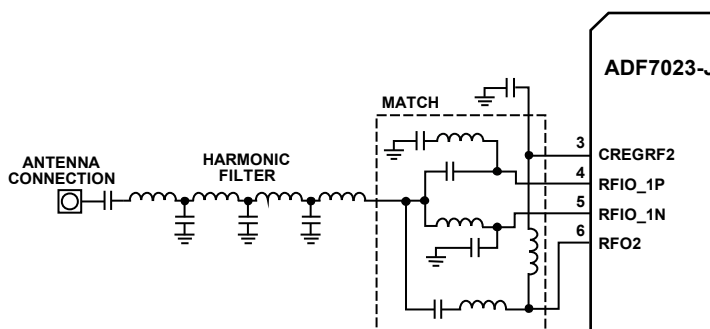 ADF7023-J
MATCH
3
CREGRF2
ANTENNA
CONNECTION
HARMONIC
FILTER
4
RFIO_1P
5
RFIO_1N
6
RFO2